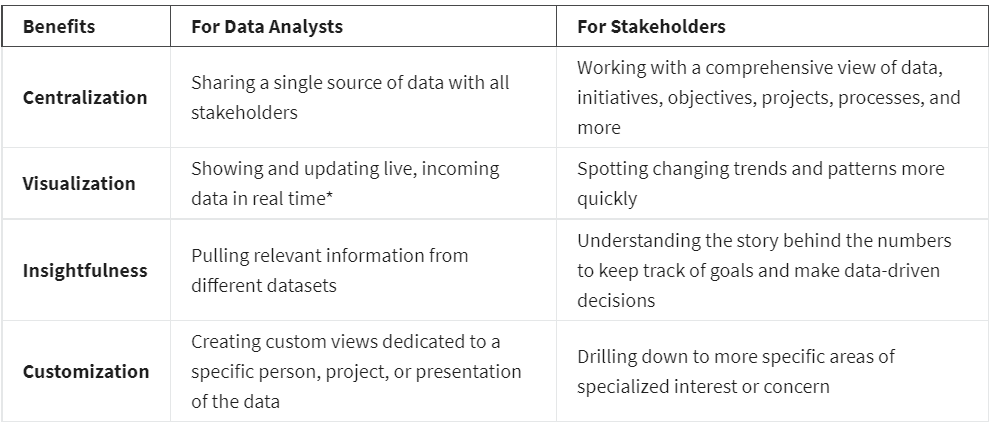 Benefits For Data Analysts For Stakeholders
Centralization
Sharing a single source of data with all
stakeholders
Working with a comprehensive view of data,
initiatives, objectives, projects, processes, and
more
Visualization
Showing and updating live, incoming
data in real time*
Spotting changing trends and patterns more
quickly
Insightfulness
Pulling relevant information from
different datasets
Understanding the story behind the numbers
to keep track of goals and make data-driven
decisions
Customization
Creating custom views dedicated to a
specific person, project, or presentation
of the data
Drilling down to more specific areas of
specialized interest or concern